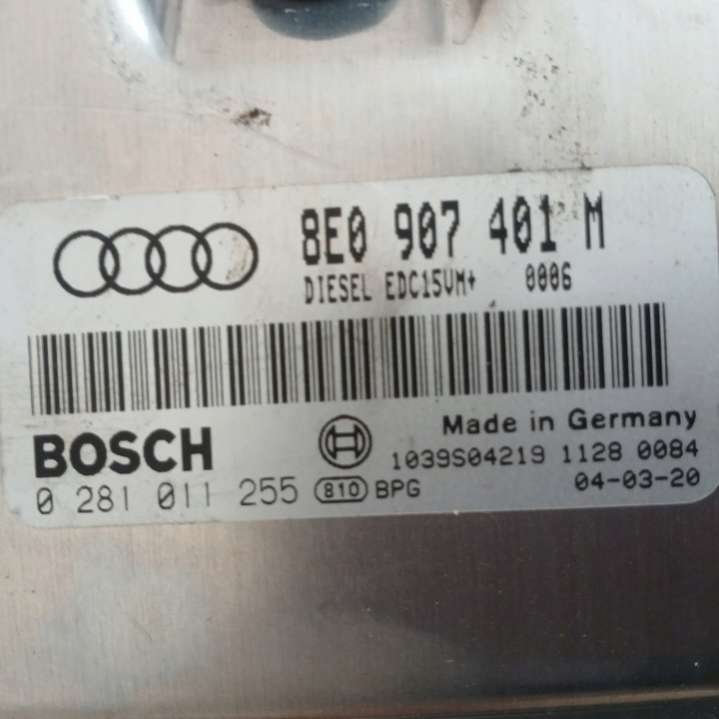 8E0 907 401 M
DIESEL EDC15VM+ 0006
Made in Germany
BOSCH
1039S04219 1128 0084
0 281 011 255 810 BPG
04-03-20